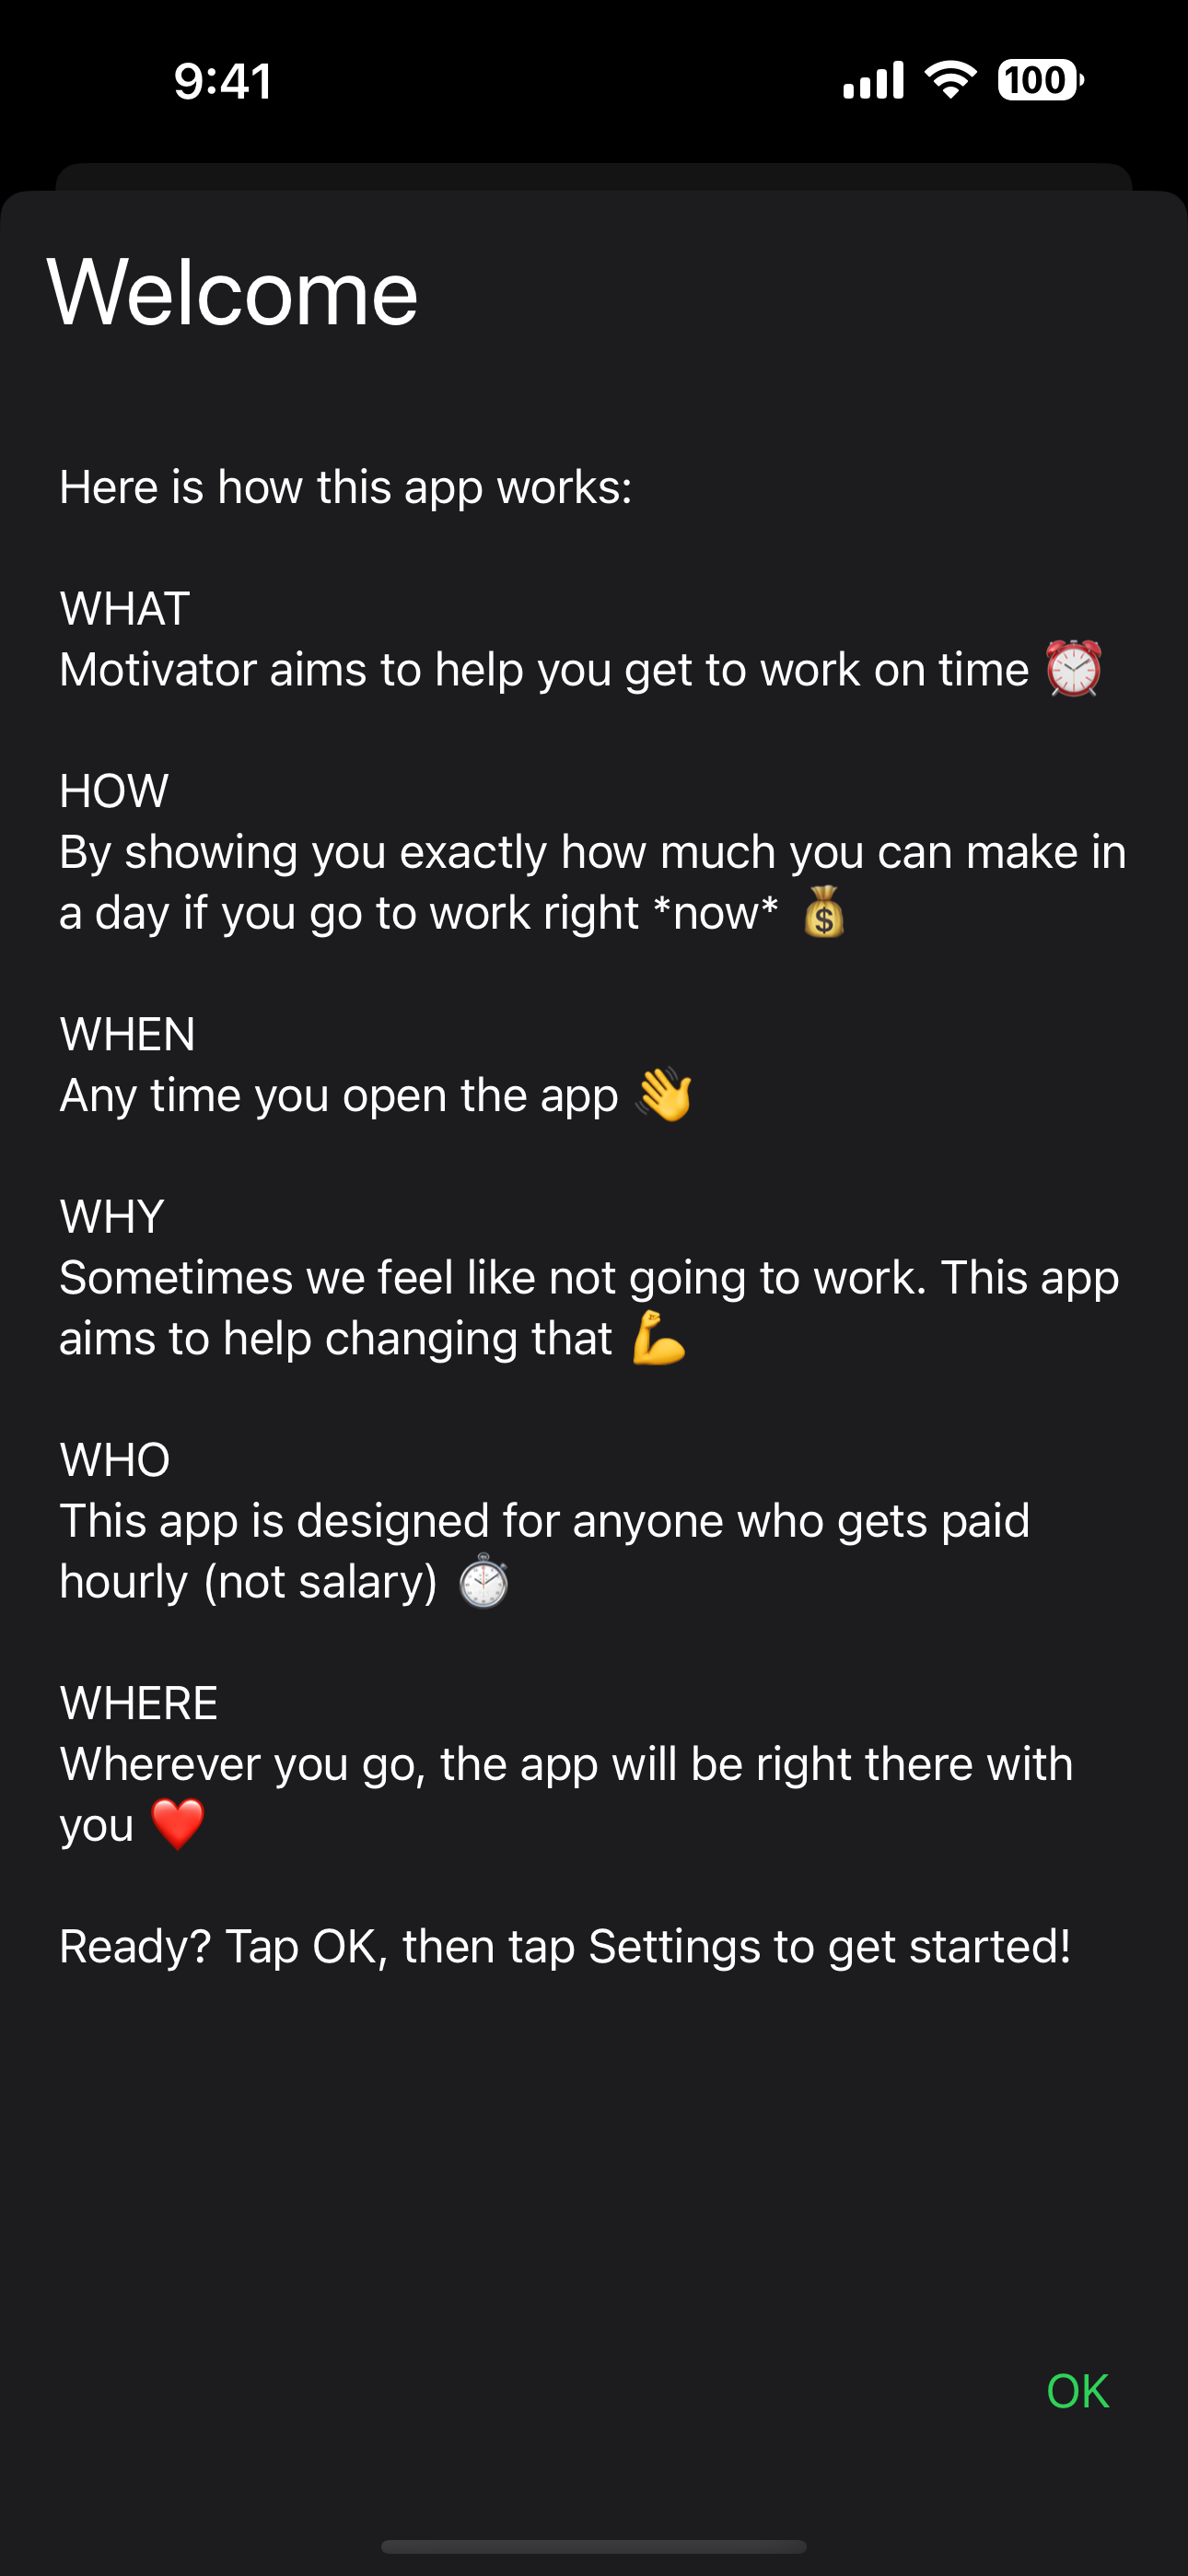 9:41
100
Welcome
Here is how this app works:
WHAT
Motivator aims to help you get to work on time ⏰
HOW
By showing you exactly how much you can make in
a day if you go to work right *now* 💰
WHEN
Any time you open the app 👋
WHY
Sometimes we feel like not going to work. This app
aims to help changing that 💪
WHO
This app is designed for anyone who gets paid
hourly (not salary) ⏱️
WHERE
Wherever you go, the app will be right there with
you ❤️
Ready? Tap OK, then tap Settings to get started!
OK